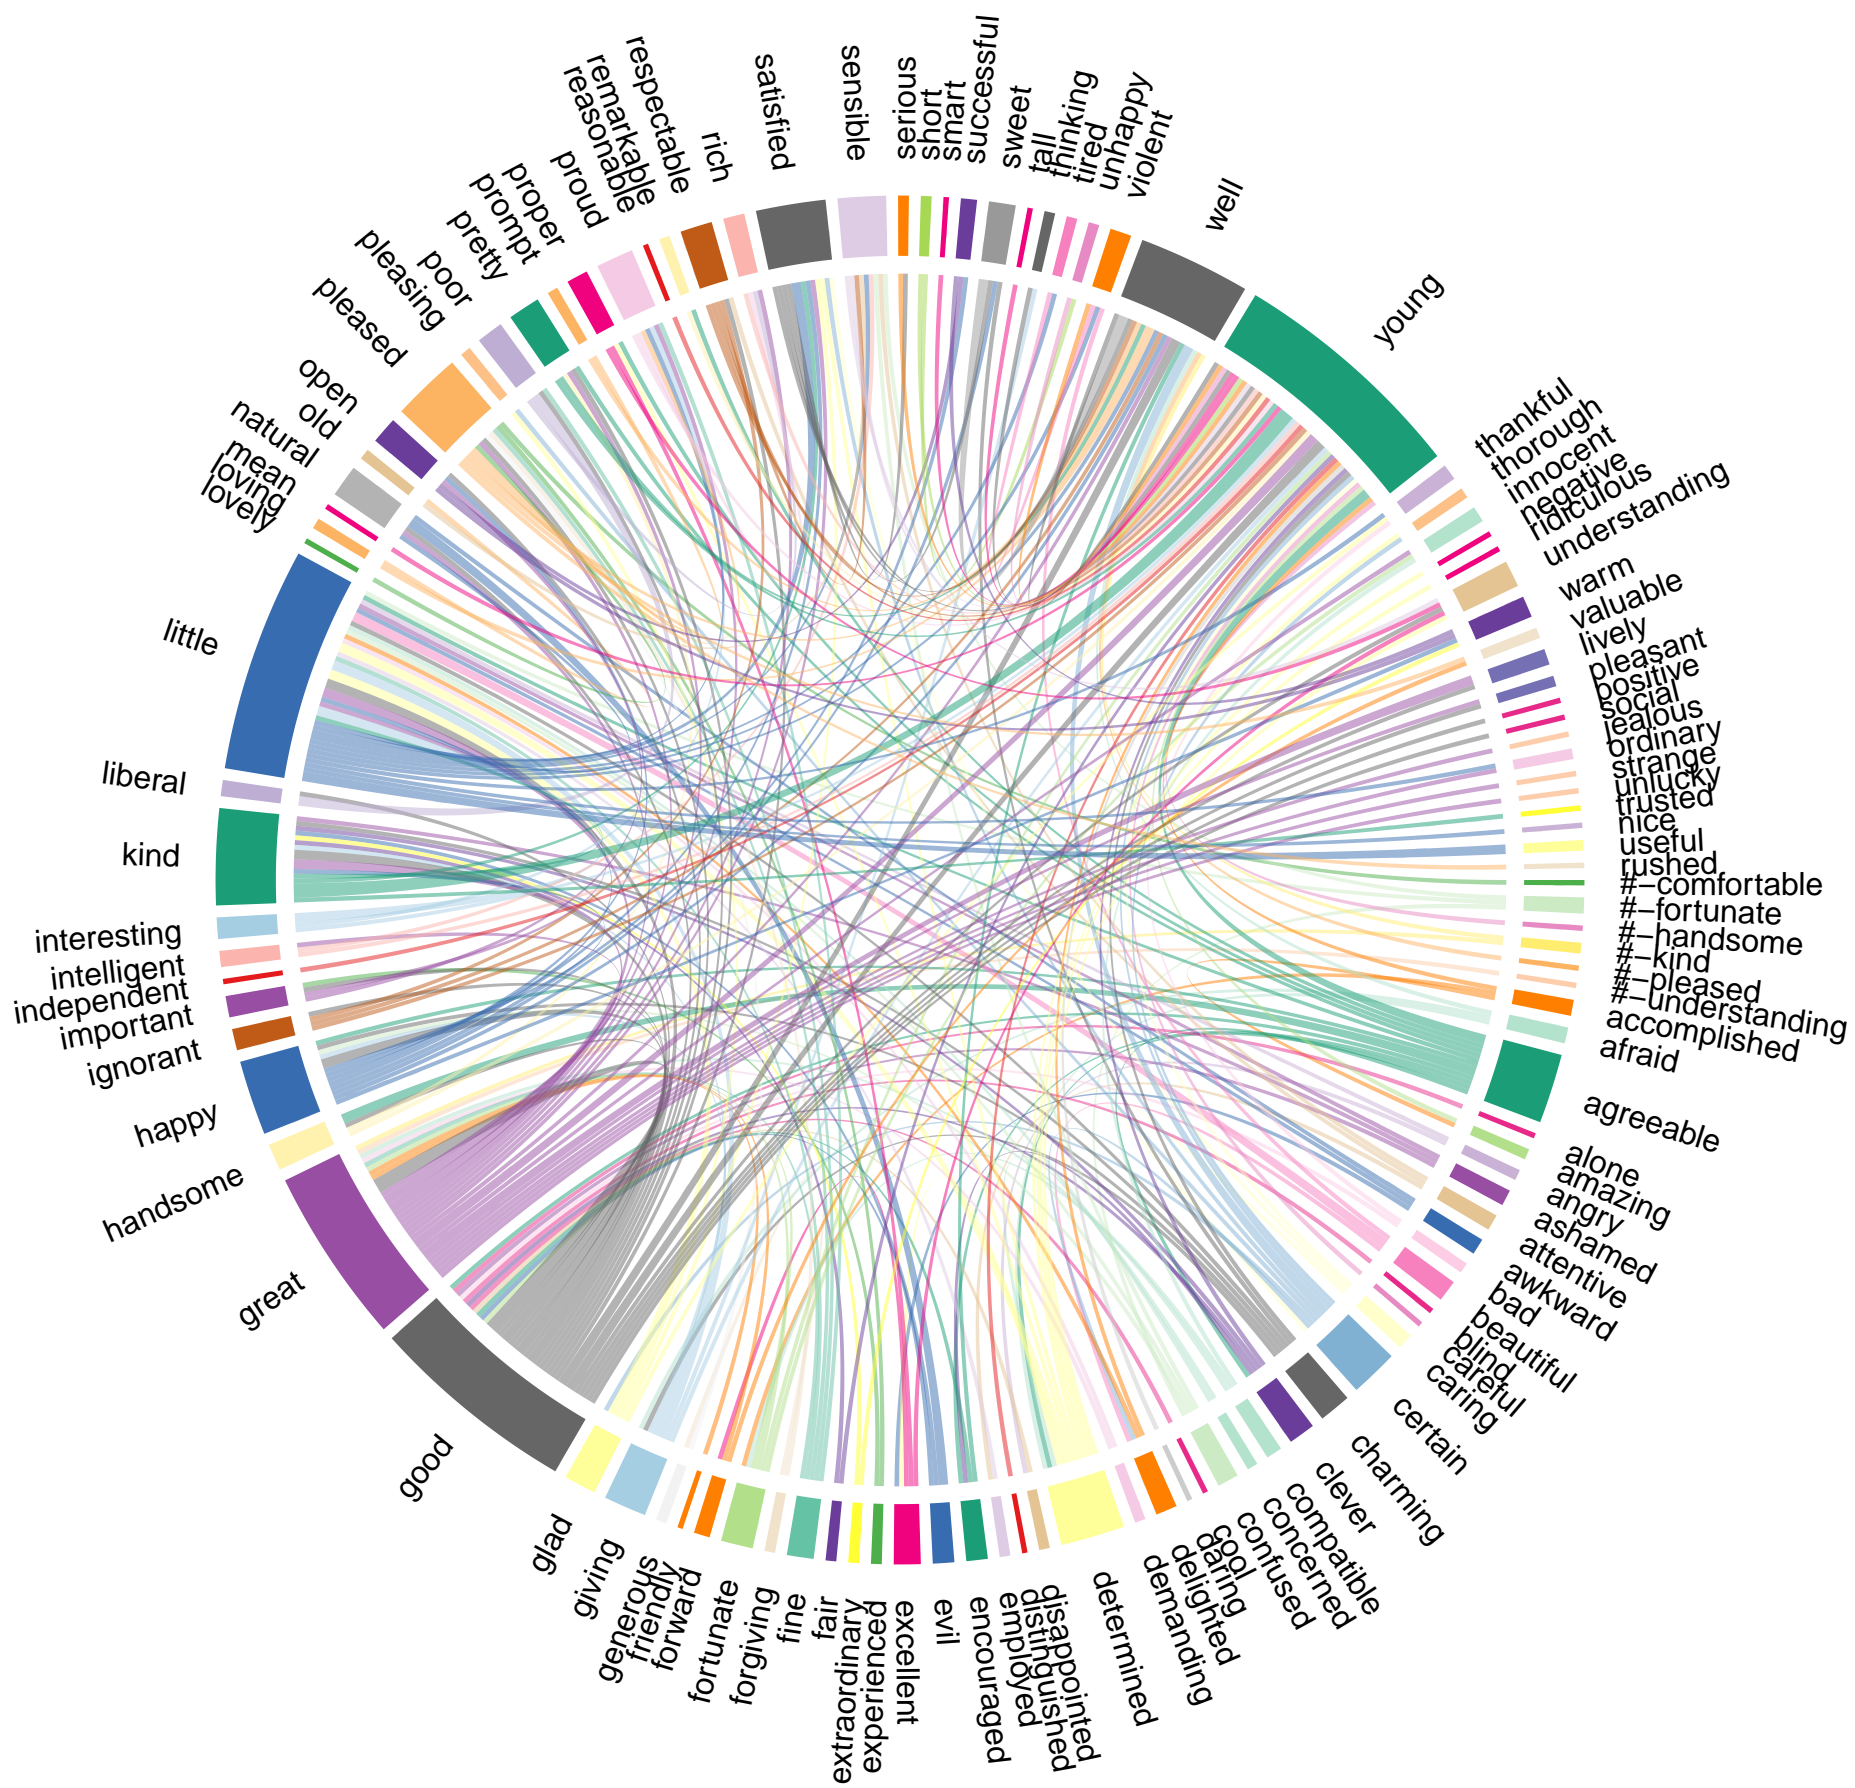 serious
short
smart
successful
sweet
tall
thinking
tired
unhappy
violent
well
young
thankful
thorough
innocent
negative
ridiculous
understanding
warm
valuable
lively
pleasant
positive
social
jealous
ordinary
strange
unlucky
trusted
nice
useful
rushed
#−comfortable
#−fortunate
#−handsome
#−kind
#−pleased
#−understanding
accomplished
afraid
agreeable
alone
amazing
angry
ashamed
attentive
awkward
bad
beautiful
blind
careful
caring
certain
charming
clever
compatible
concerned
confused
cool
daring
delighted
demanding
determined
disappointed
distinguished
employed
encouraged
evil
excellent
experienced
extraordinary
fair
fine
forgiving
fortunate
forward
friendly
generous
giving
glad
good
great
handsome
happy
ignorant
important
independent
intelligent
interesting
kind
liberal
little
lovely
loving
mean
natural
old
open
pleased
pleasing
poor
pretty
prompt
proper
proud
reasonable
remarkable
respectable
rich
satisfied
sensible